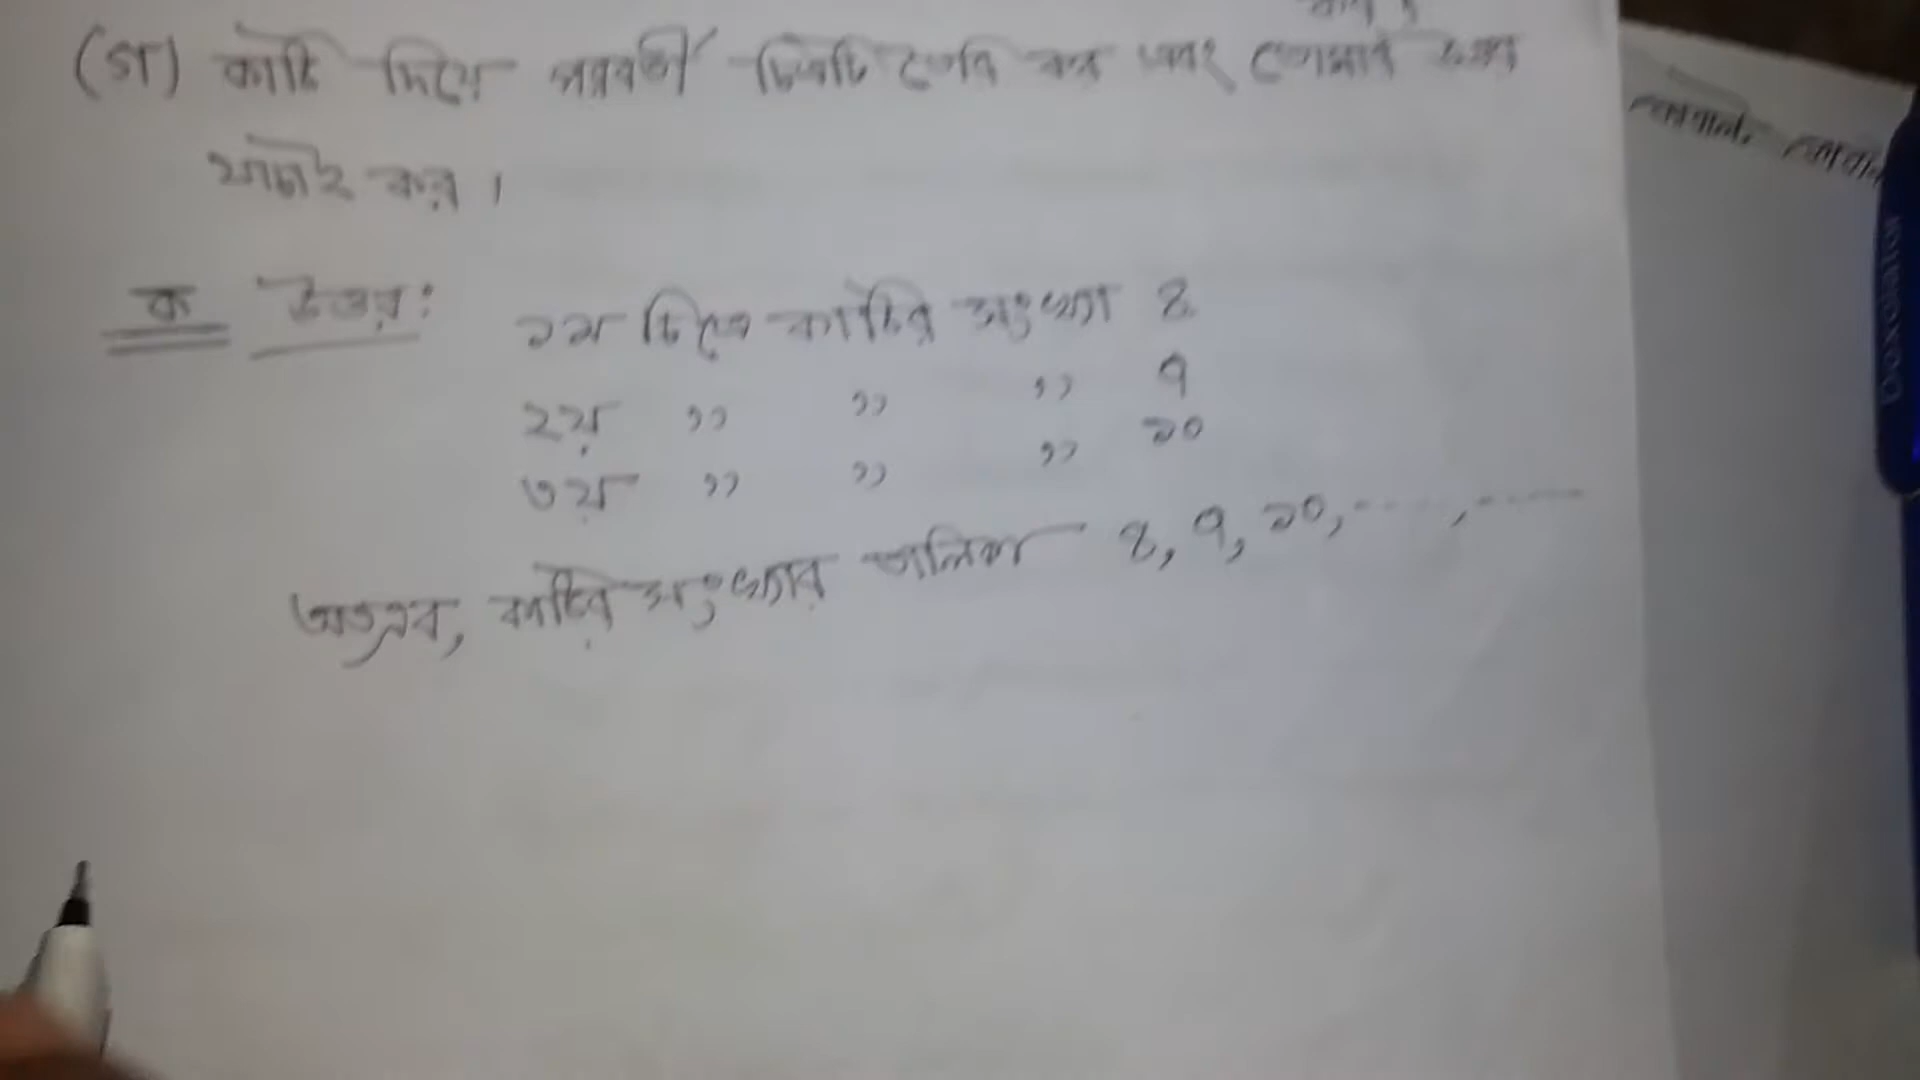 (গ) কাঠি দিয়ে পরবর্তী চিত্রটি তৈরি কর এবং তোমার উত্তর
যাচাই কর।
ক উত্তর: ১ম চিত্রে কাঠির সংখ্যা ৪
২য় ,, ,, ,, ৭
৩য় ,, ,, ,, ১০
অতএব, কাঠির সংখ্যার তালিকা ৪, ৭, ১০, ----, -----